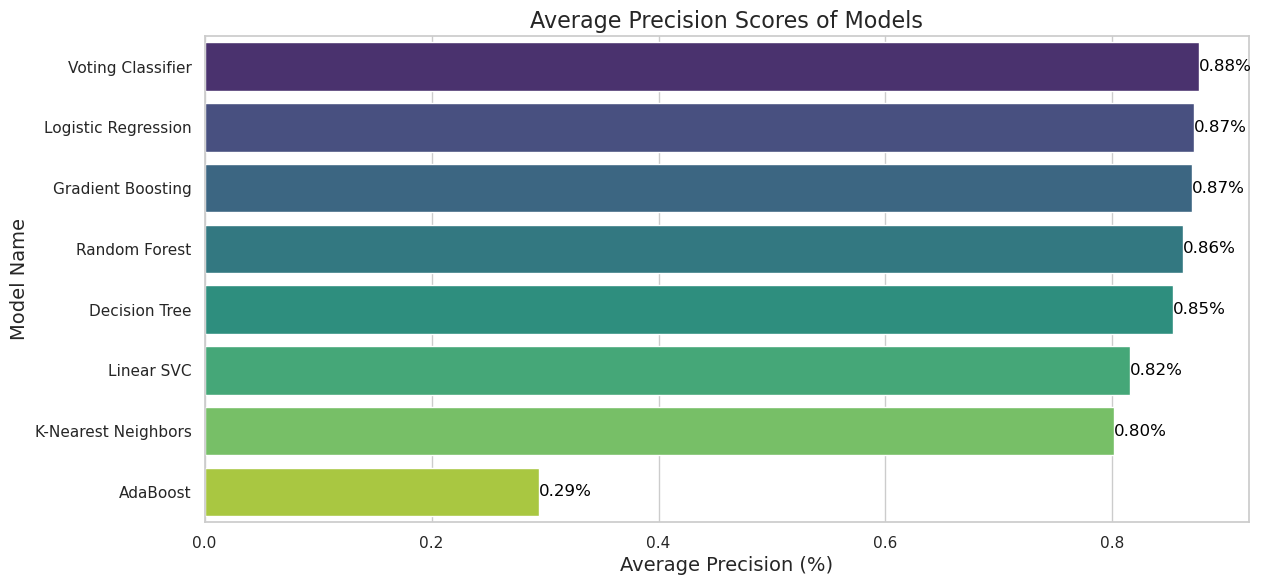 Average Precision Scores of Models
Model Name
Voting Classifier 0.88%
Logistic Regression 0.87%
Gradient Boosting 0.87%
Random Forest 0.86%
Decision Tree 0.85%
Linear SVC 0.82%
K-Nearest Neighbors 0.80%
AdaBoost 0.29%
0.0 0.2 0.4 0.6 0.8
Average Precision (%)